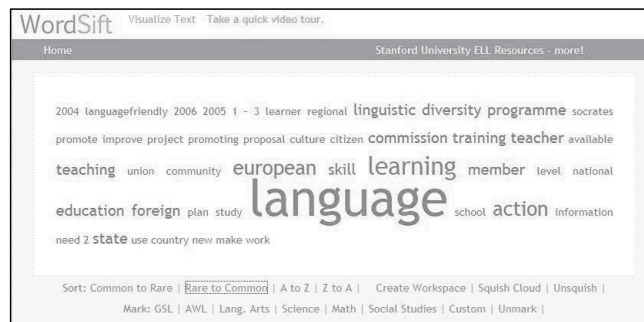 WordSift Visualize Text Take a quick video tour.
Home Stanford University ELL Resources - more!
2004 languagefriendly 2006 2005 1 - 3 learner regional linguistic diversity programme socrates
promote improve project promoting proposal culture citizen commission training teacher available
teaching union community european skill learning member level national
education foreign plan study language school action information
need 2 state use country new make work
Sort: Common to Rare | Rare to Common | A to Z | Z to A | Create Workspace | Squish Cloud | Unsquish |
Mark: GSL | AWL | Lang. Arts | Science | Math | Social Studies | Custom | Unmark |